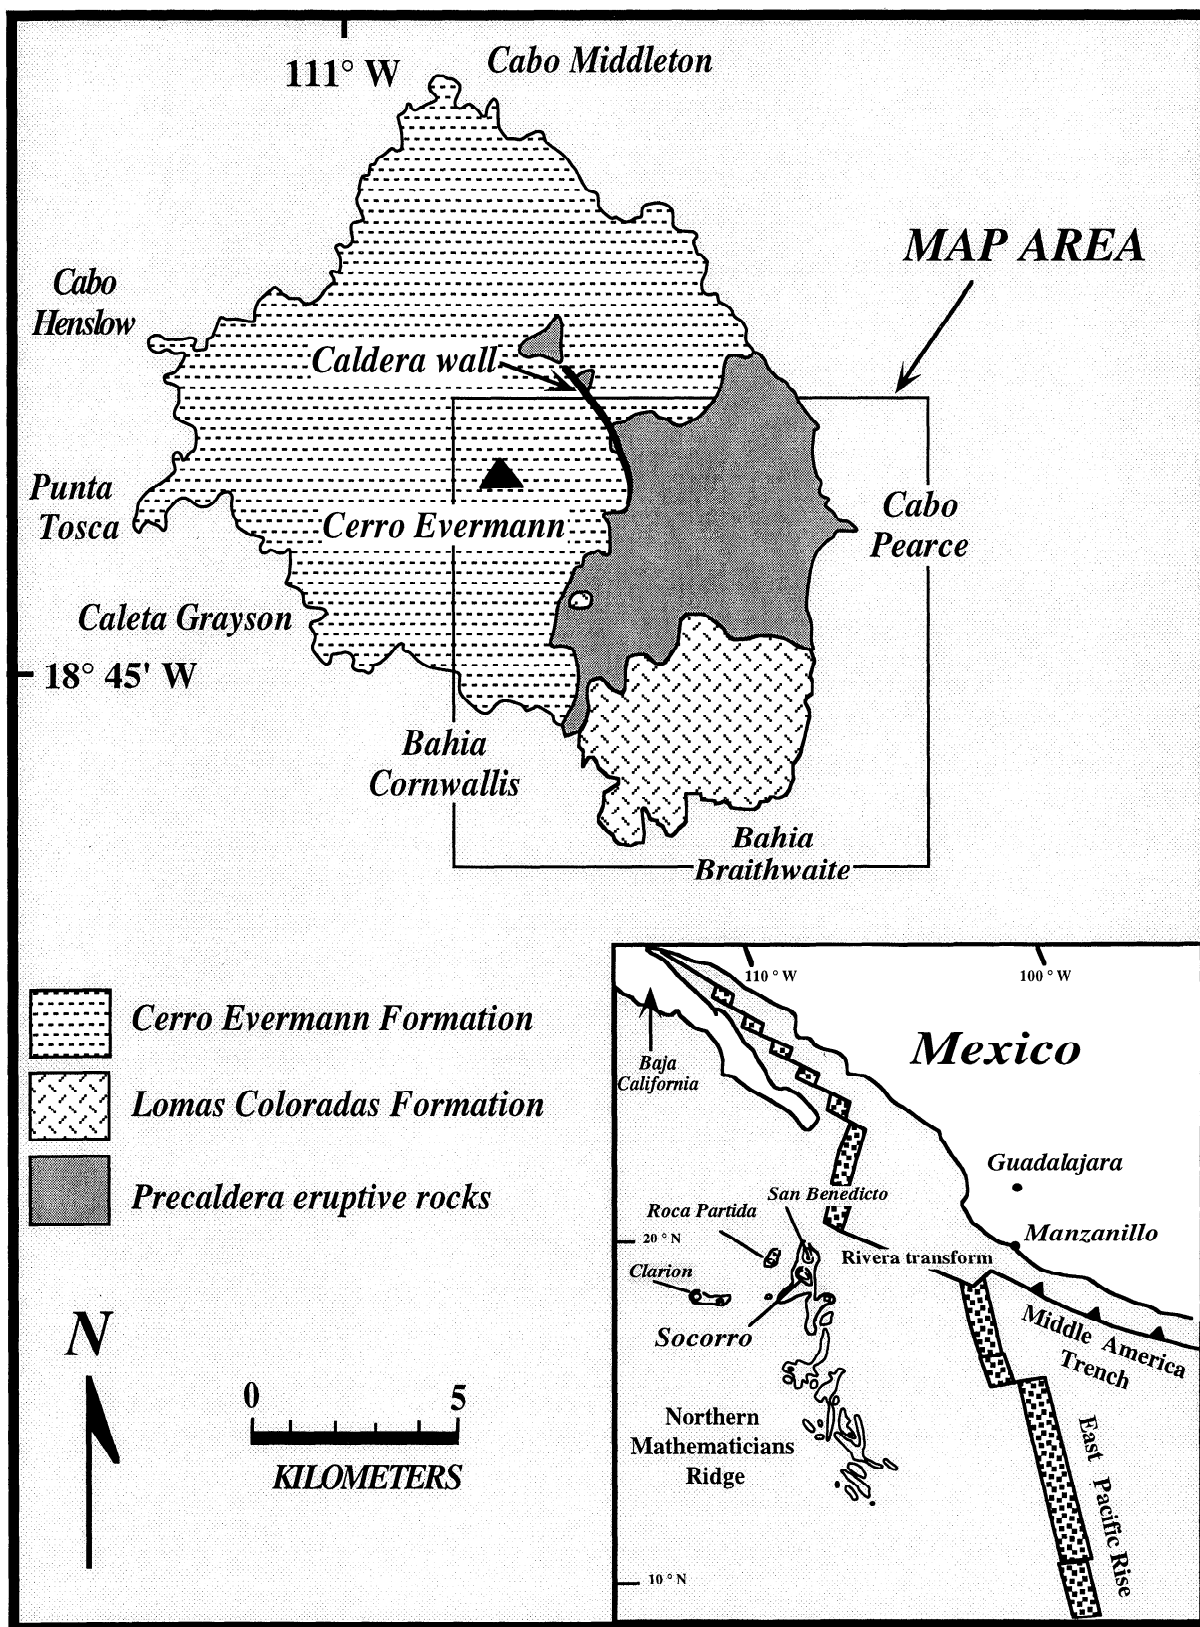 111° W
Cabo Middleton
MAP AREA
Cabo
Henslow
Caldera wall
Punta
Tosca
Cerro Evermann
Cabo
Pearce
Caleta Grayson
18° 45' W
Bahia
Cornwallis
Bahia
Braithwaite
Cerro Evermann Formation
Lomas Coloradas Formation
Precaldera eruptive rocks
N
0 5
KILOMETERS
110 ° W
100 ° W
Mexico
Baja
California
Guadalajara
San Benedicto
Roca Partida
20 ° N
Manzanillo
Rivera transform
Clarion
Socorro
Middle America
Trench
Northern
Mathematicians
Ridge
East Pacific Rise
10 ° N